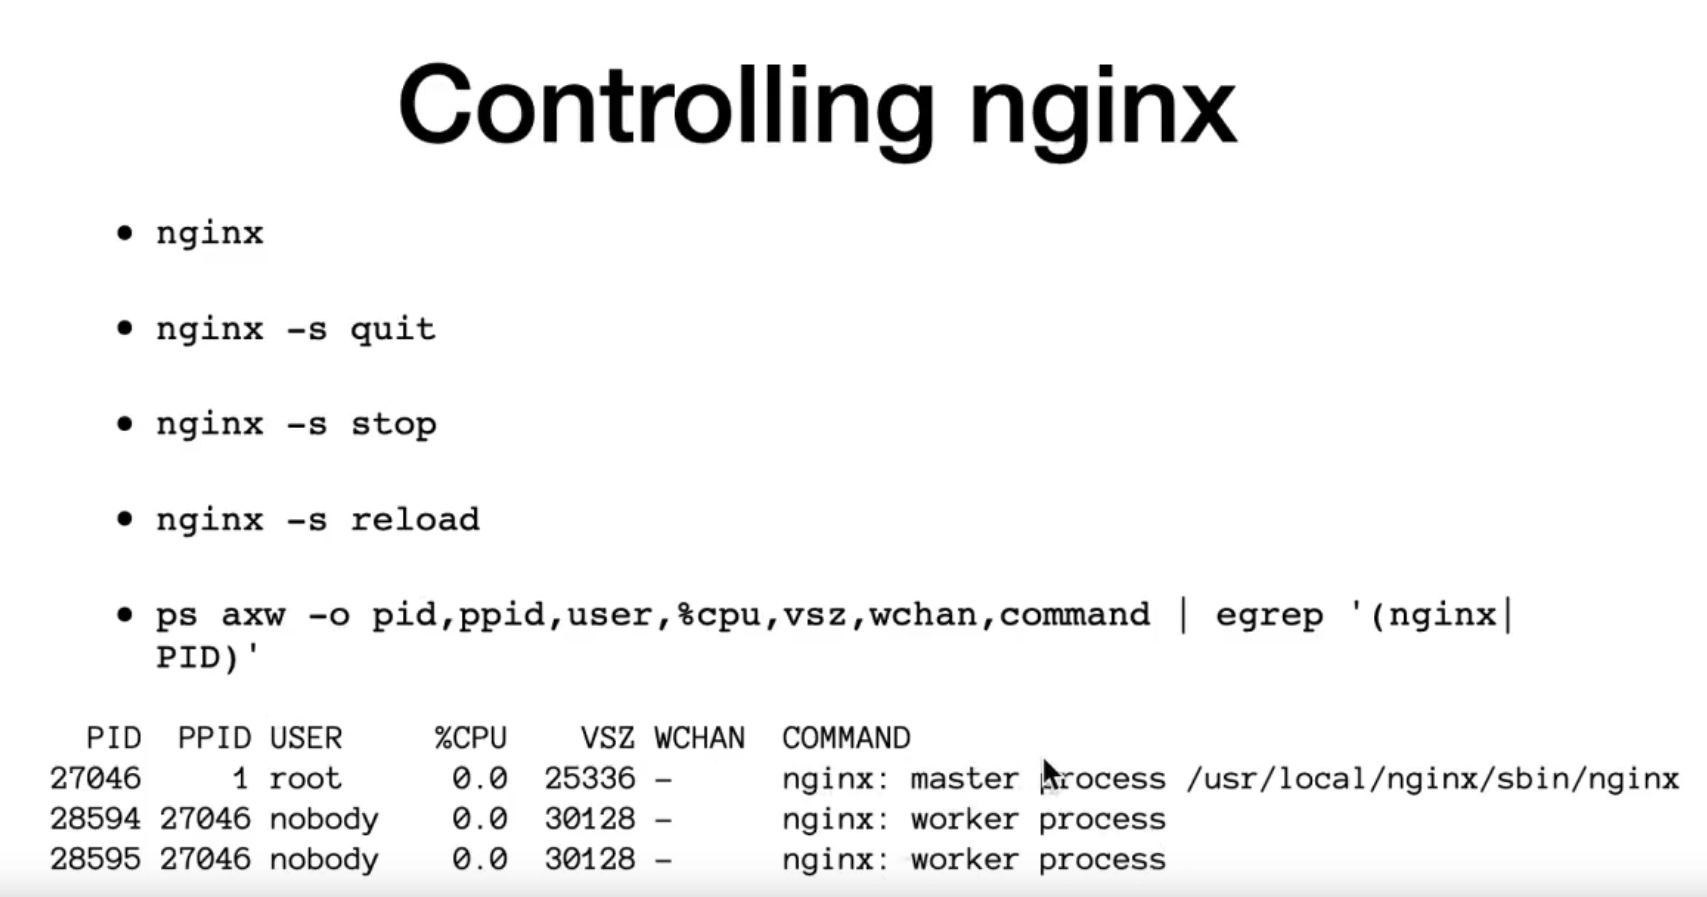 Controlling nginx
• nginx
• nginx -s quit
• nginx -s stop
• nginx -s reload
• ps axw -o pid,ppid,user,%cpu,vsz,wchan,command | egrep '(nginx|
PID)'
PID PPID USER %CPU VSZ WCHAN COMMAND
27046 1 root 0.0 25336 - nginx: master process /usr/local/nginx/sbin/nginx
28594 27046 nobody 0.0 30128 - nginx: worker process
28595 27046 nobody 0.0 30128 - nginx: worker process